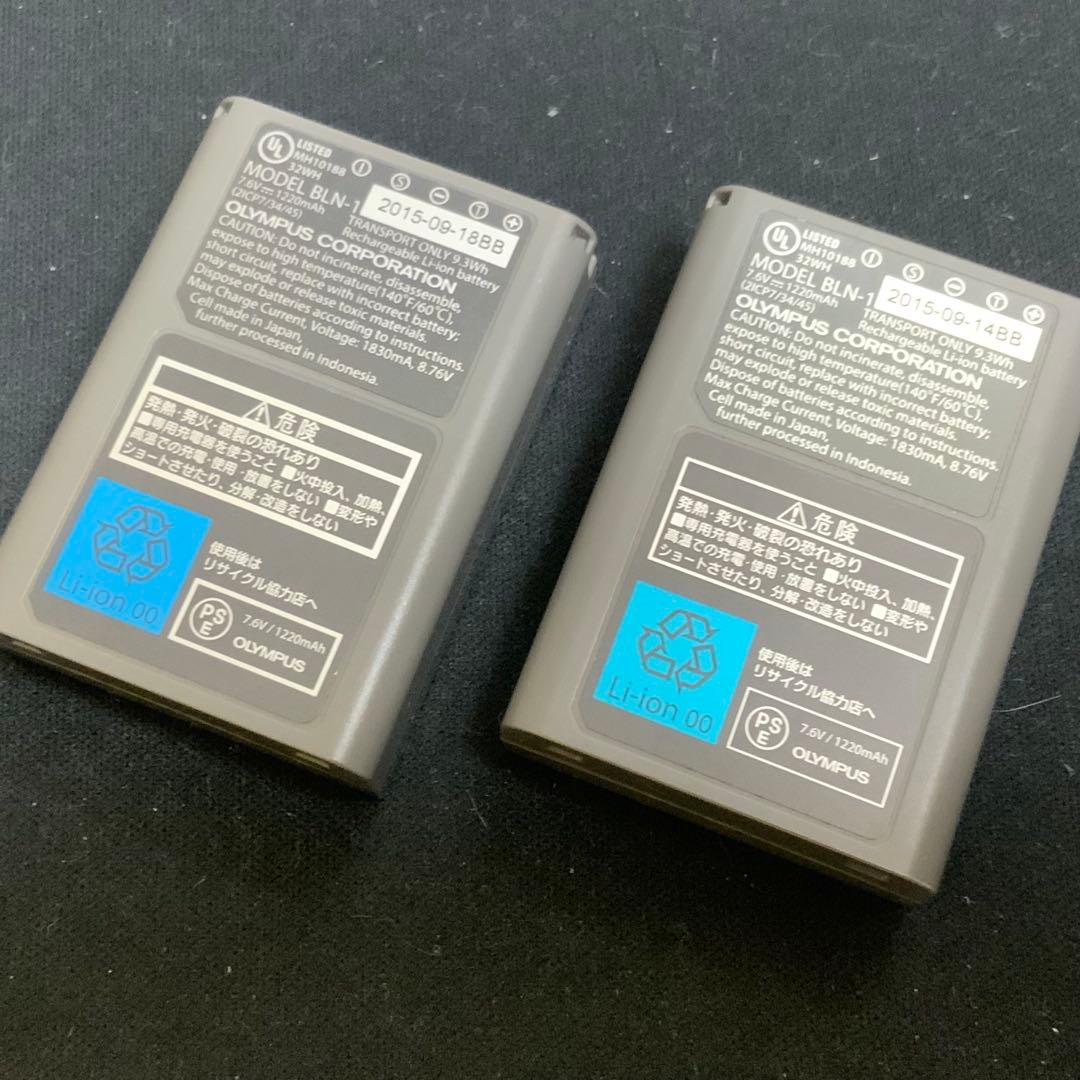 UL LISTED
MH10188
32WH
I S − T +
MODEL BLN-1
2015-09-18BB
7.6V⎓ 1220mAh
(2ICP7/34/45)
TRANSPORT ONLY 9.3Wh
Rechargeable Li-ion battery
OLYMPUS CORPORATION
CAUTION: Do not incinerate, disassemble,
expose to high temperature(140°F/60°C),
short circuit, replace with incorrect battery;
may explode or release toxic materials.
Dispose of batteries according to instructions.
Max Charge Current, Voltage: 1830mA, 8.76V
Cell made in Japan,
further processed in Indonesia.
危険
発熱・発火・破裂の恐れあり
■専用充電器を使うこと ■火中投入、加熱、
高温での充電・使用・放置をしない ■変形や
ショートさせたり、分解・改造をしない
Li-ion 00
使用後は
リサイクル協力店へ
PSE
7.6V / 1220mAh
OLYMPUS
UL LISTED
MH10188
32WH
I S − T +
MODEL BLN-1
2015-09-14BB
7.6V⎓ 1220mAh
(2ICP7/34/45)
TRANSPORT ONLY 9.3Wh
Rechargeable Li-ion battery
OLYMPUS CORPORATION
CAUTION: Do not incinerate, disassemble,
expose to high temperature(140°F/60°C),
short circuit, replace with incorrect battery;
may explode or release toxic materials.
Dispose of batteries according to instructions.
Max Charge Current, Voltage: 1830mA, 8.76V
Cell made in Japan,
further processed in Indonesia.
危険
発熱・発火・破裂の恐れあり
■専用充電器を使うこと ■火中投入、加熱、
高温での充電・使用・放置をしない ■変形や
ショートさせたり、分解・改造をしない
Li-ion 00
使用後は
リサイクル協力店へ
PSE
7.6V / 1220mAh
OLYMPUS